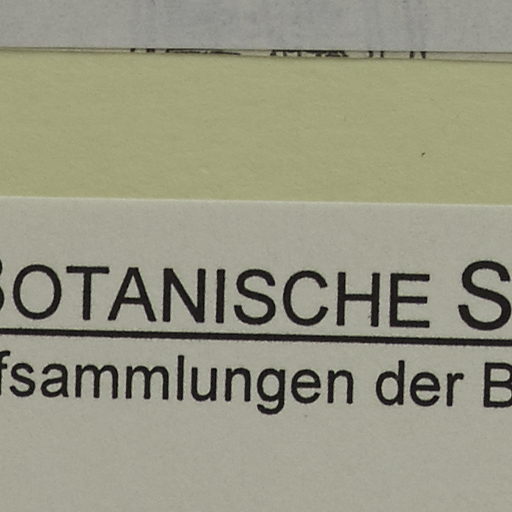 BOTANISCHE S
fsammlungen der B